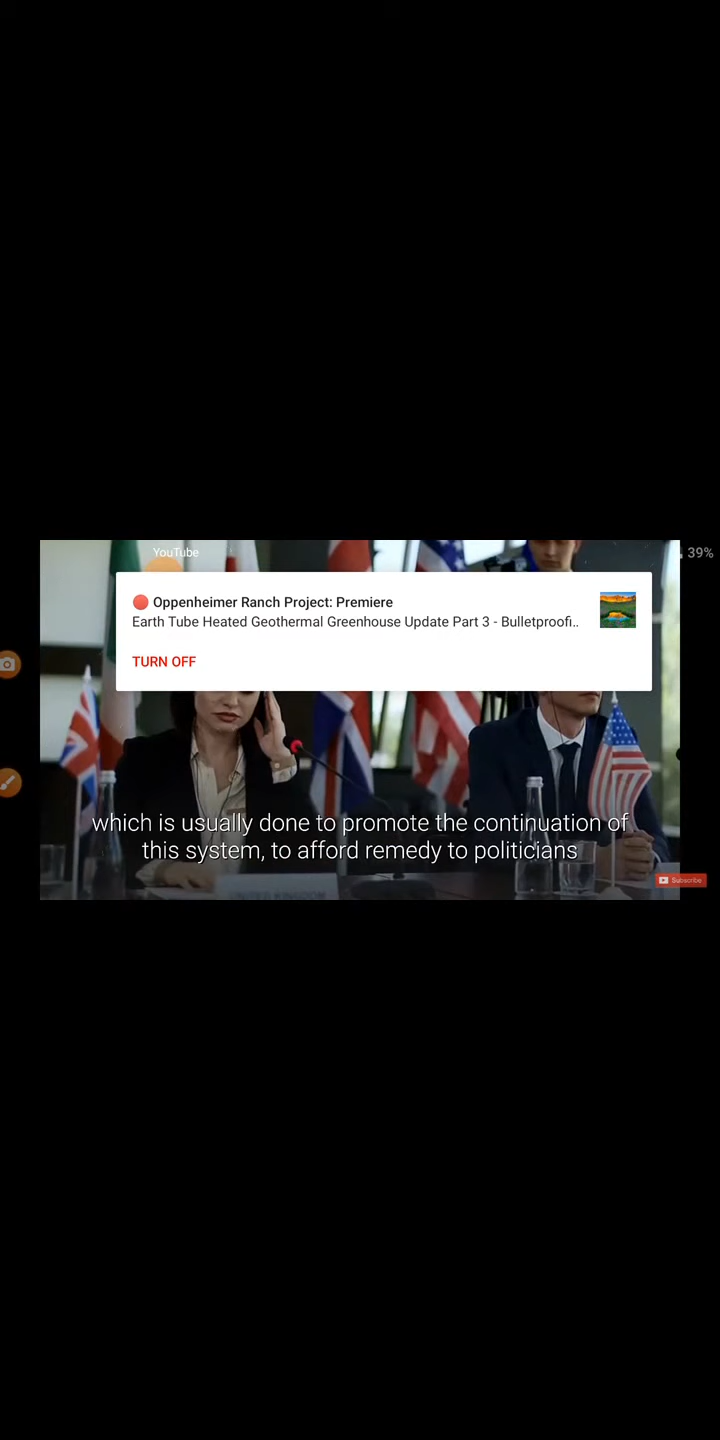 YouTube
39%
Oppenheimer Ranch Project: Premiere
Earth Tube Heated Geothermal Greenhouse Update Part 3 - Bulletproofi..
TURN OFF
which is usually done to promote the continuation of
this system, to afford remedy to politicians
Subscribe
KINGDOM